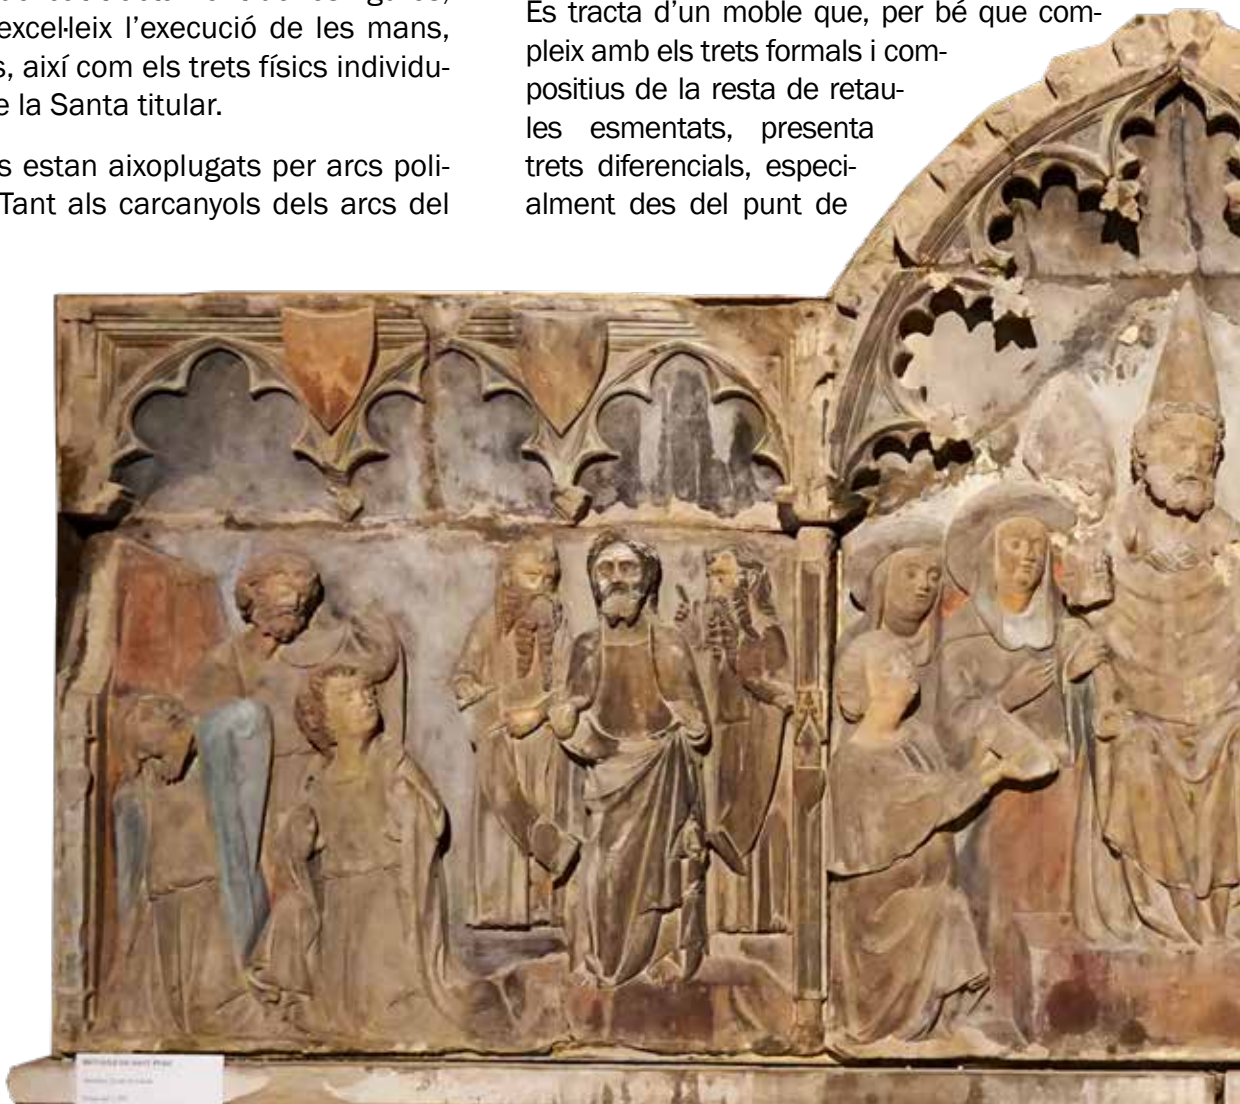 excel·leix l’execució de les mans,
s, així com els trets físics individu-
e la Santa titular.
s estan aixoplugats per arcs poli-
Tant als carcanyols dels arcs del
Es tracta d’un moble que, per bé que com-
pleix amb els trets formals i com-
positius de la resta de retau-
les esmentats, presenta
trets diferencials, especi-
alment des del punt de